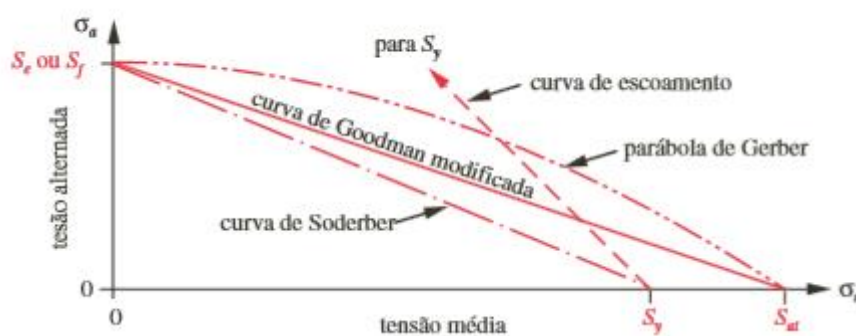 σₐ
para Sy
Se ou Sf
curva de escoamento
curva de Goodman modificada
parábola de Gerber
tesão alternada
curva de Soderber
0
0
tensão média
Sy
Sut